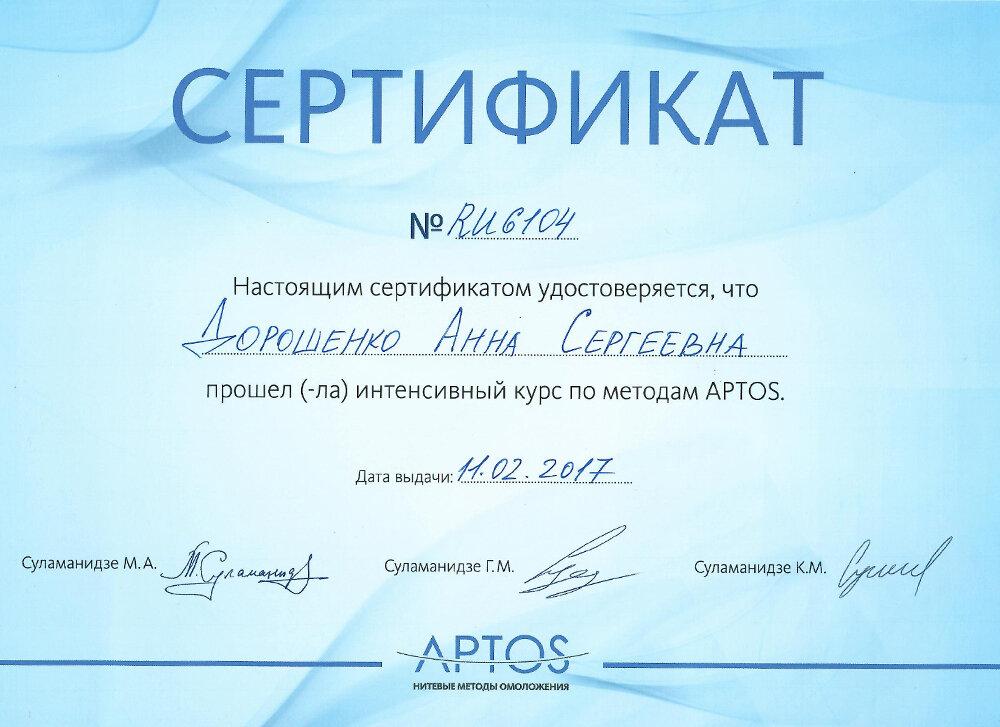 СЕРТИФИКАТ
№ RU6104
Настоящим сертификатом удостоверяется, что
Дорошенко Анна Сергеевна
прошел (-ла) интенсивный курс по методам APTOS.
Дата выдачи: 11.02.2017
Суламанидзе М.А. М.Суламанидз Суламанидзе Г.М. Суламанидзе К.М.
APTOS
НИТЕВЫЕ МЕТОДЫ ОМОЛОЖЕНИЯ